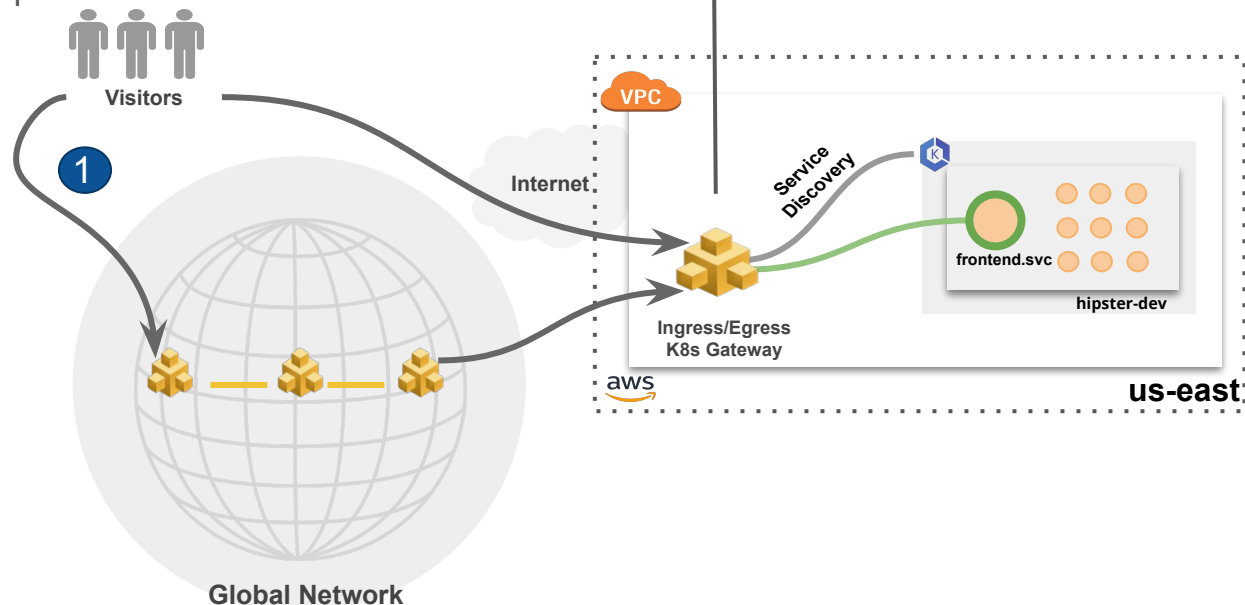 Visitors
1
Internet
VPC
Service
Discovery
K
frontend.svc
hipster-dev
Ingress/Egress
K8s Gateway
aws
us-east
Global Network